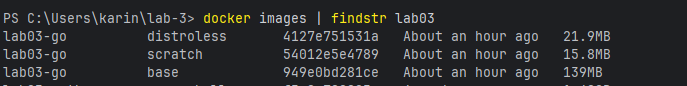 PS C:\Users\karin\lab-3> docker images | findstr lab03
lab03-go distroless 4127e751531a About an hour ago 21.9MB
lab03-go scratch 54012e5e4789 About an hour ago 15.8MB
lab03-go base 949e0bd281ce About an hour ago 139MB